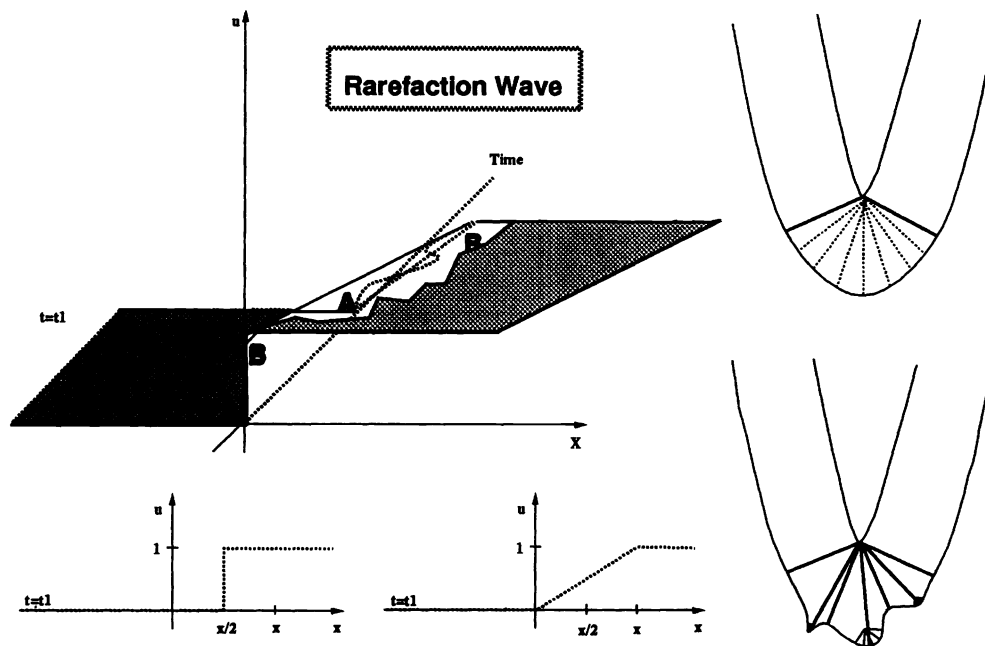 u
Rarefaction Wave
Time
B
A
t=t1
B
X
u
1
t=t1
x/2
x
x
u
1
t=t1
x/2
x
x